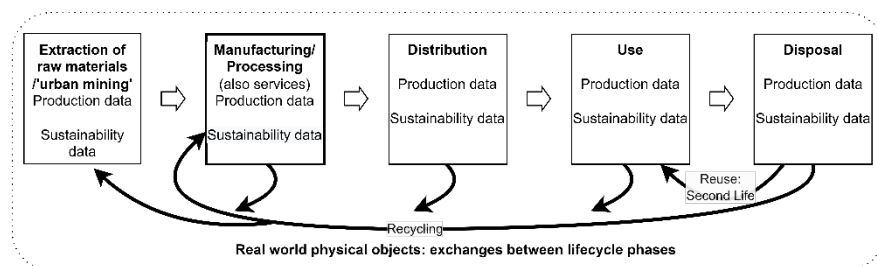 Extraction of
raw materials
/'urban mining'
Production data
Sustainability
data
Manufacturing/
Processing
(also services)
Production data
Sustainability data
Distribution
Production data
Sustainability data
Use
Production data
Sustainability data
Disposal
Production data
Sustainability data
Reuse:
Second Life
Recycling
Real world physical objects: exchanges between lifecycle phases